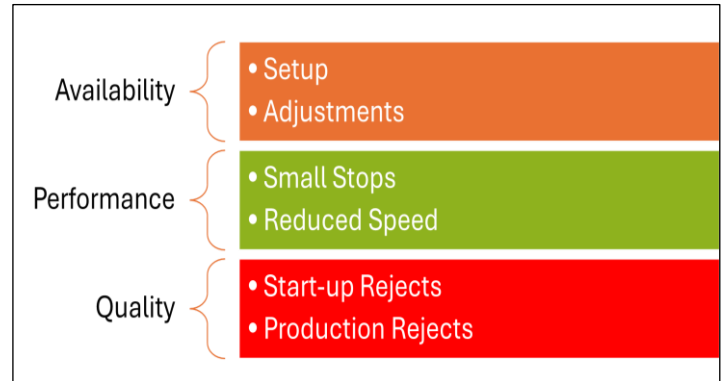 Availability
• Setup
• Adjustments
Performance
• Small Stops
• Reduced Speed
Quality
• Start-up Rejects
• Production Rejects